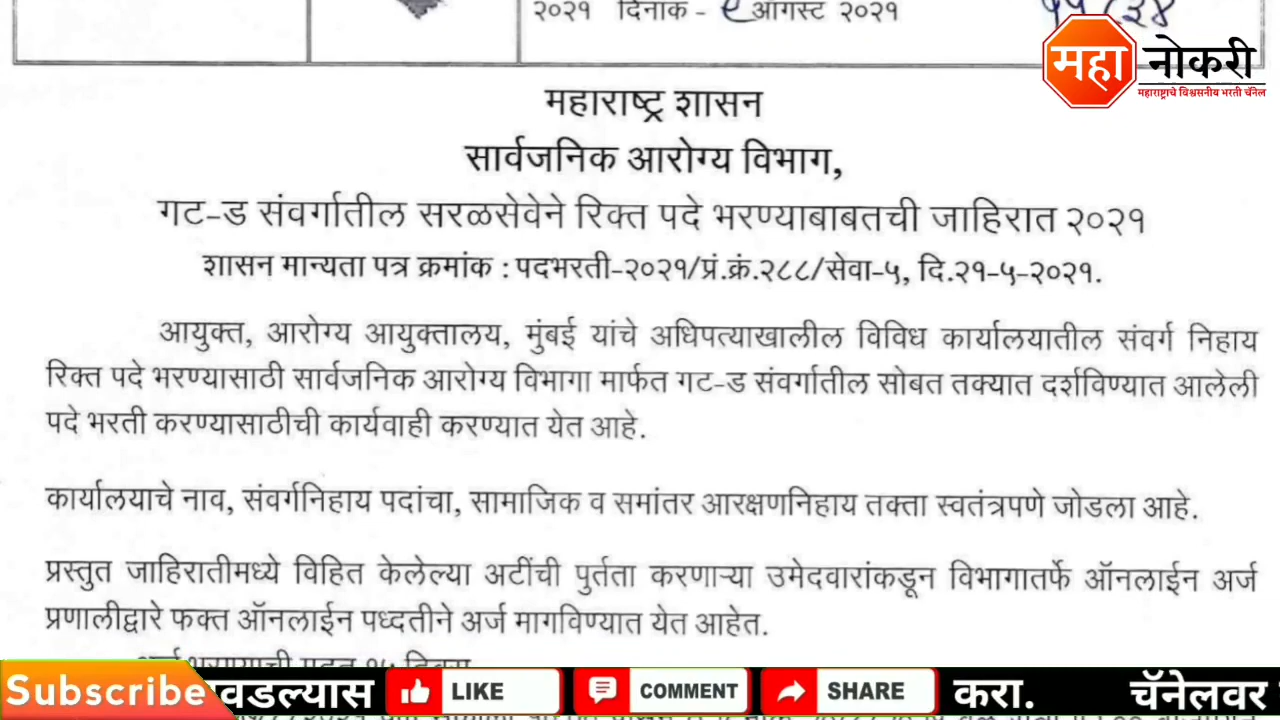 २०२१ दिनांक - ९ ऑगस्ट २०२१
महा नोकरी
महाराष्ट्राचे विश्वसनीय भरती चॅनेल
महाराष्ट्र शासन
सार्वजनिक आरोग्य विभाग,
गट-ड संवर्गातील सरळसेवेने रिक्त पदे भरण्याबाबतची जाहिरात २०२१
शासन मान्यता पत्र क्रमांक : पदभरती-२०२१/प्रं.क्रं.२८८/सेवा-५, दि.२१-५-२०२१.
आयुक्त, आरोग्य आयुक्तालय, मुंबई यांचे अधिपत्याखालील विविध कार्यालयातील संवर्ग निहाय
रिक्त पदे भरण्यासाठी सार्वजनिक आरोग्य विभागा मार्फत गट-ड संवर्गातील सोबत तक्यात दर्शविण्यात आलेली
पदे भरती करण्यासाठीची कार्यवाही करण्यात येत आहे.
कार्यालयाचे नाव, संवर्गनिहाय पदांचा, सामाजिक व समांतर आरक्षणनिहाय तक्ता स्वतंत्रपणे जोडला आहे.
प्रस्तुत जाहिरातीमध्ये विहित केलेल्या अटींची पुर्तता करणाऱ्या उमेदवारांकडून विभागातर्फे ऑनलाईन अर्ज
प्रणालीद्वारे फक्त ऑनलाईन पध्दतीने अर्ज मागविण्यात येत आहेत.
Subscribe वडल्यास LIKE COMMENT SHARE करा. चॅनेलवर